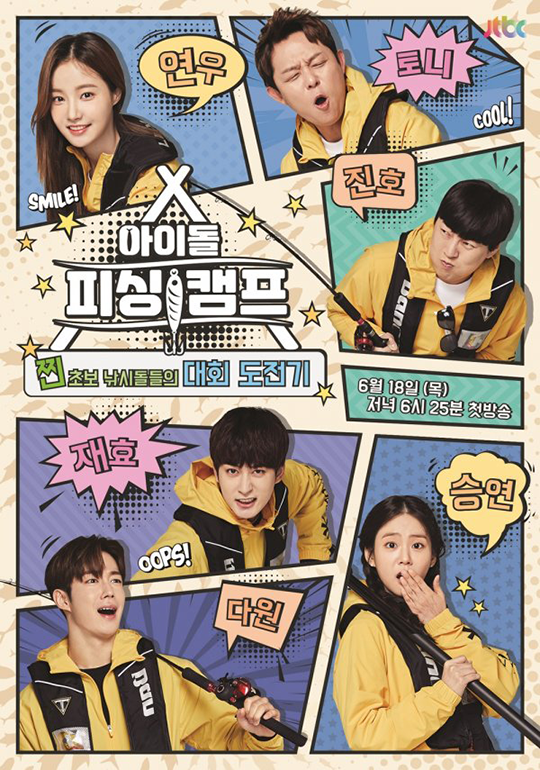 jtbc
연우
토니
COOL!
SMILE!
진호
아이돌
피싱캠프
찐 초보 낚시돌들의 대회 도전기
6월 18일 (목)
저녁 6시 25분 첫방송
재효
승연
OOPS!
다원